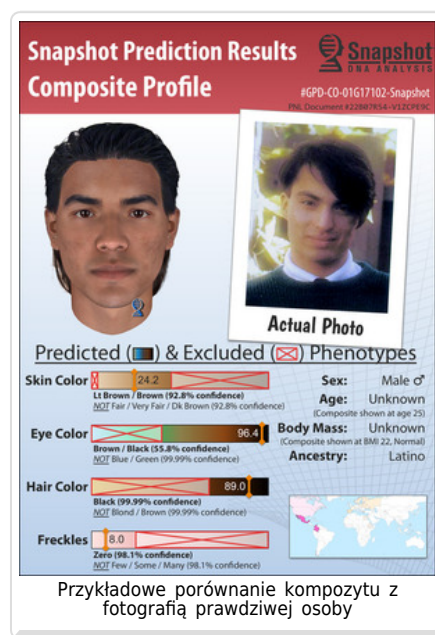 Snapshot Prediction Results
Composite Profile
Snapshot
DNA ANALYSIS
#GPD-CO-01G17102-Snapshot
PNL Document #22B07R54-V1ZCPE9C
Actual Photo
Predicted () & Excluded () Phenotypes
Skin Color
24.2
Lt Brown / Brown (92.8% confidence)
NOT Fair / Very Fair / Dk Brown (92.8% confidence)
Eye Color
96.4
Brown / Black (55.8% confidence)
NOT Blue / Green (99.99% confidence)
Hair Color
89.0
Black (99.99% confidence)
NOT Blond / Brown (99.99% confidence)
Freckles
8.0
Zero (98.1% confidence)
NOT Few / Some / Many (98.1% confidence)
Sex: Male ♂
Age: Unknown
(Composite shown at age 25)
Body Mass: Unknown
(Composite shown at BMI 22, Normal)
Ancestry: Latino
Przykładowe porównanie kompozytu z
fotografią prawdziwej osoby